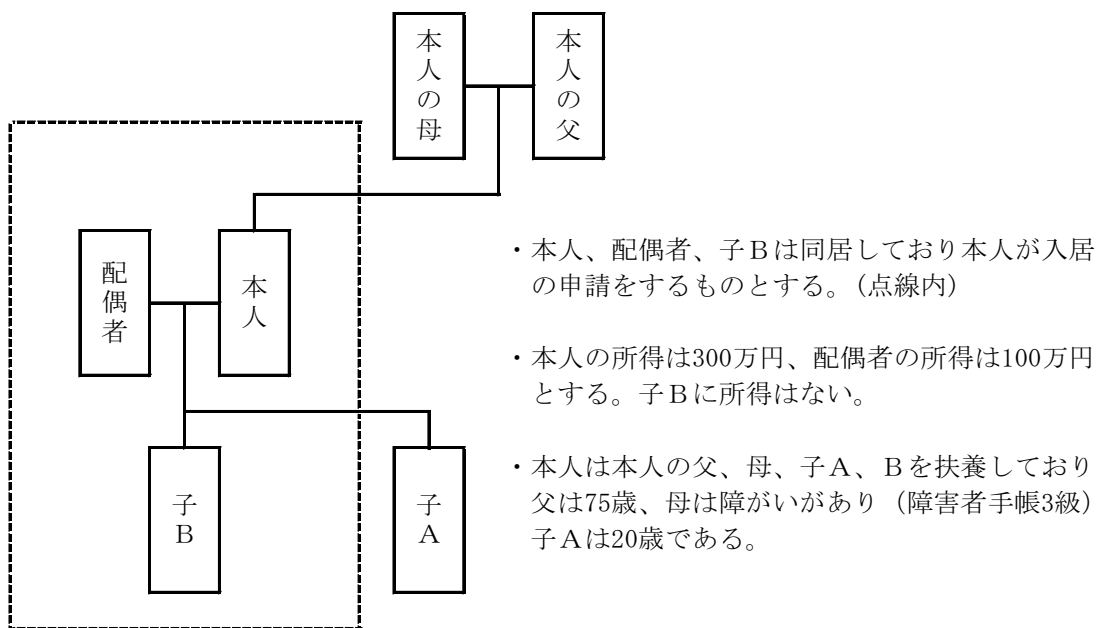 本人の母
本人の父
配偶者
本人
子B
子A
・本人、配偶者、子Ｂは同居しており本人が入居
の申請をするものとする。（点線内）
・本人の所得は300万円、配偶者の所得は100万円
とする。子Ｂに所得はない。
・本人は本人の父、母、子Ａ、Ｂを扶養しており
父は75歳、母は障がいがあり（障害者手帳3級）
子Ａは20歳である。